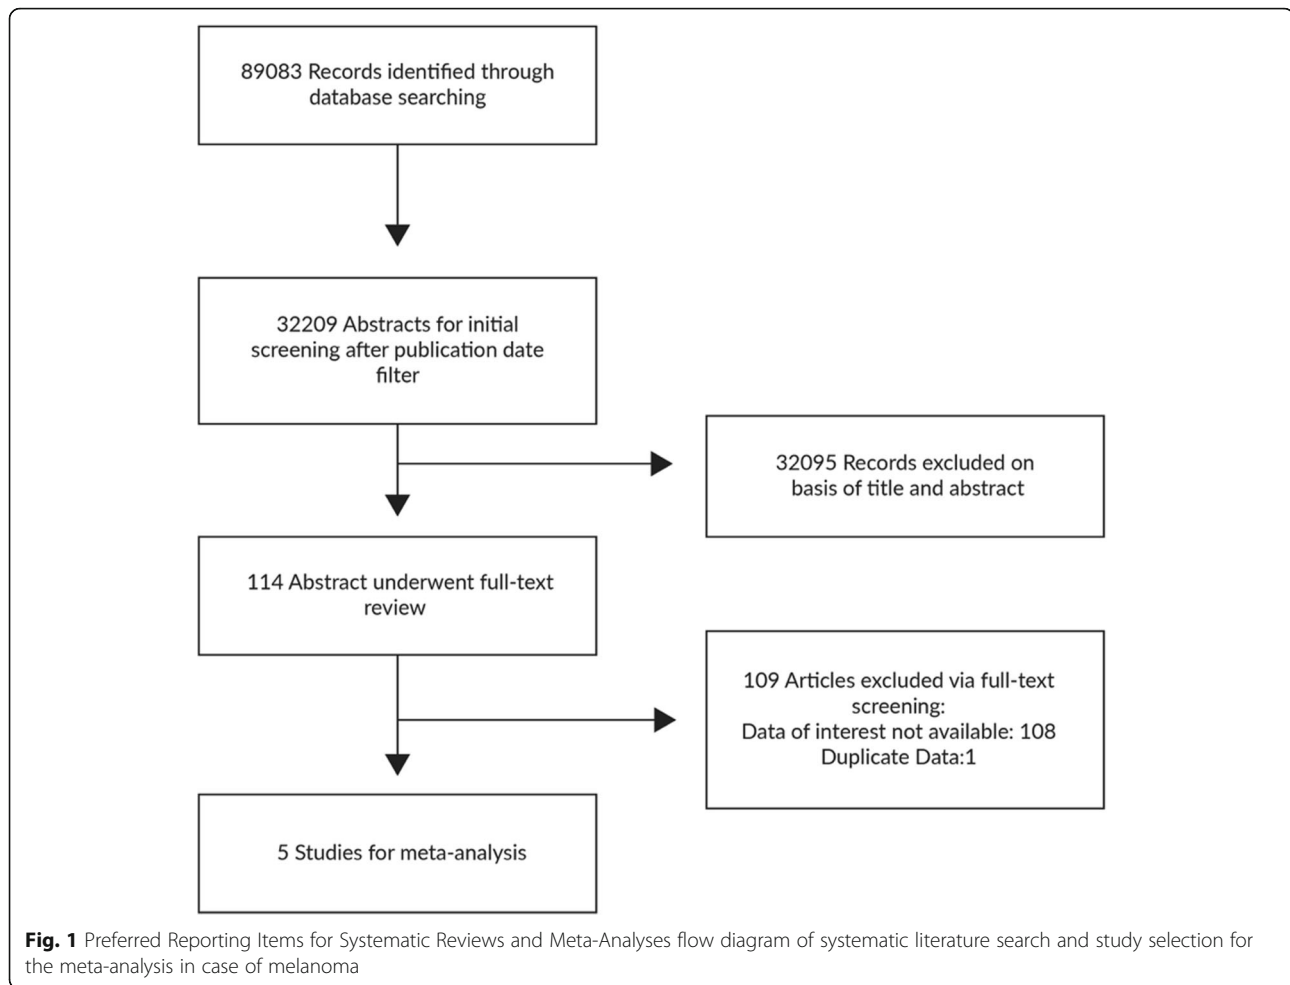 89083 Records identified through
database searching
32209 Abstracts for initial
screening after publication date
filter
32095 Records excluded on
basis of title and abstract
114 Abstract underwent full-text
review
109 Articles excluded via full-text
screening:
Data of interest not available: 108
Duplicate Data:1
5 Studies for meta-analysis
Fig. 1 Preferred Reporting Items for Systematic Reviews and Meta-Analyses flow diagram of systematic literature search and study selection for
the meta-analysis in case of melanoma